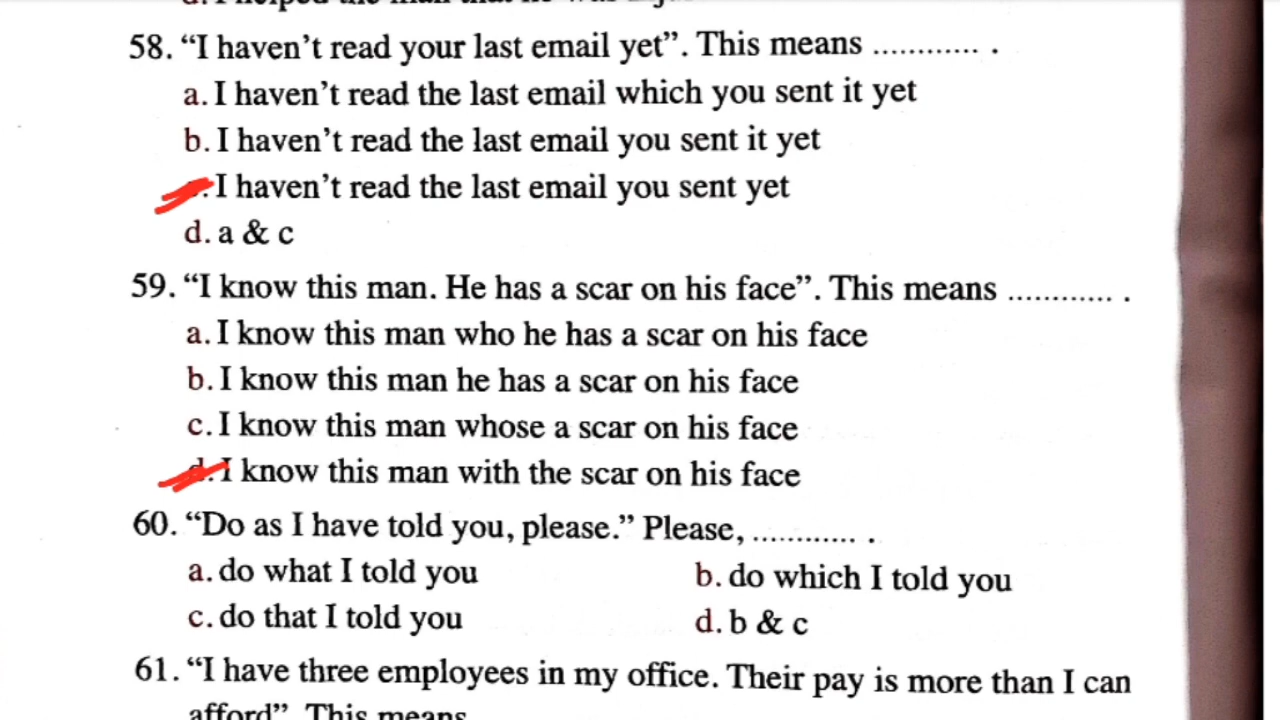 58. “I haven’t read your last email yet”. This means ............ .
a. I haven’t read the last email which you sent it yet
b. I haven’t read the last email you sent it yet
I haven’t read the last email you sent yet
d. a & c
59. “I know this man. He has a scar on his face”. This means ............ .
a. I know this man who he has a scar on his face
b. I know this man he has a scar on his face
c. I know this man whose a scar on his face
d. I know this man with the scar on his face
60. “Do as I have told you, please.” Please, ............ .
a. do what I told you b. do which I told you
c. do that I told you d. b & c
61. “I have three employees in my office. Their pay is more than I can
afford”. This means